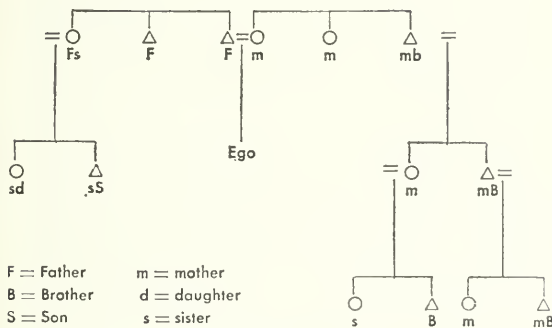 Fs F F m m mb
Ego
sd sS m mB
s B m mB
F = Father m = mother
B = Brother d = daughter
S = Son s = sister